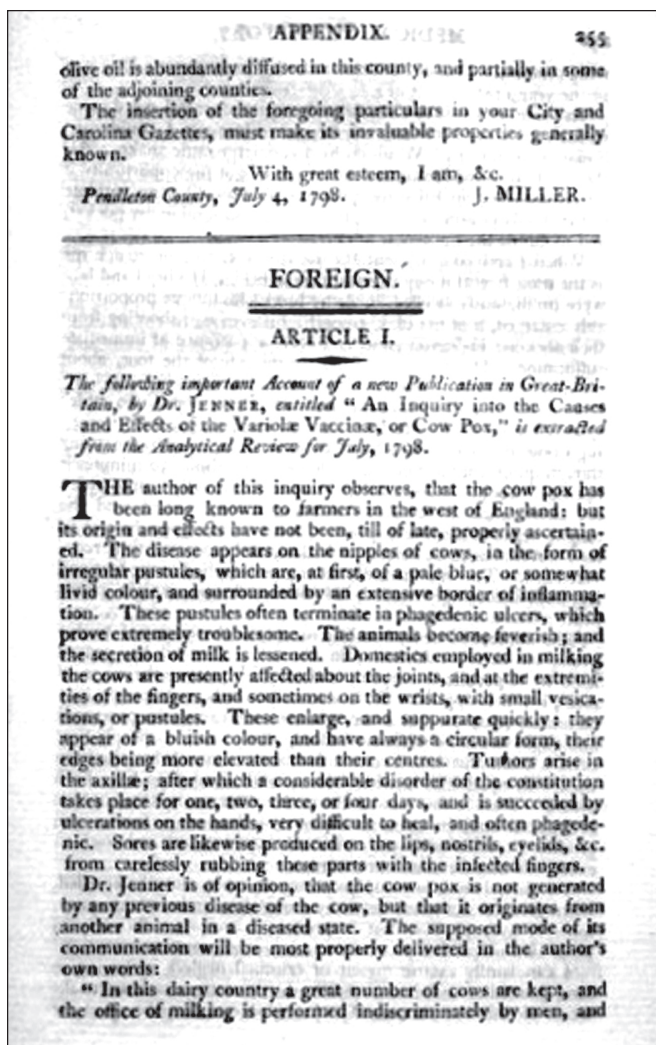 APPENDIX. 255
olive oil is abundantly diffused in this county, and partially in some
of the adjoining counties.
The insertion of the foregoing particulars in your City and
Carolina Gazettes, must make its invaluable properties generally
known.
With great esteem, I am, &c.
Pendleton County, July 4, 1798. J. MILLER.
FOREIGN.
ARTICLE I.
The following important Account of a new Publication in Great-Bri-
tain, by Dr. JENNER, entitled "An Inquiry into the Causes
and Effects of the Variolæ Vaccinæ, or Cow Pox," is extracted
from the Analytical Review for July, 1798.
THE author of this inquiry observes, that the cow pox has
been long known to farmers in the west of England: but
its origin and effects have not been, till of late, properly ascertain-
ed. The disease appears on the nipples of cows, in the form of
irregular pustules, which are, at first, of a pale blue, or somewhat
livid colour, and surrounded by an extensive border of inflamma-
tion. These pustules often terminate in phagedenic ulcers, which
prove extremely troublesome. The animals become feverish; and
the secretion of milk is lessened. Domestics employed in milking
the cows are presently affected about the joints, and at the extremi-
ties of the fingers, and sometimes on the wrists, with small vesica-
tions, or pustules. These enlarge, and suppurate quickly: they
appear of a bluish colour, and have always a circular form, their
edges being more elevated than their centres. Tumors arise in
the axillæ; after which a considerable disorder of the constitution
takes place for one, two, three, or four days, and is succeeded by
ulcerations on the hands, very difficult to heal, and often phagede-
nic. Sores are likewise produced on the lips, nostrils, eyelids, &c.
from carelessly rubbing these parts with the infected fingers.
Dr. Jenner is of opinion, that the cow pox is not generated
by any previous disease of the cow, but that it originates from
another animal in a diseased state. The supposed mode of its
communication will be most properly delivered in the author's
own words:
"In this dairy country a great number of cows are kept, and
the office of milking is performed indiscriminately by men, and